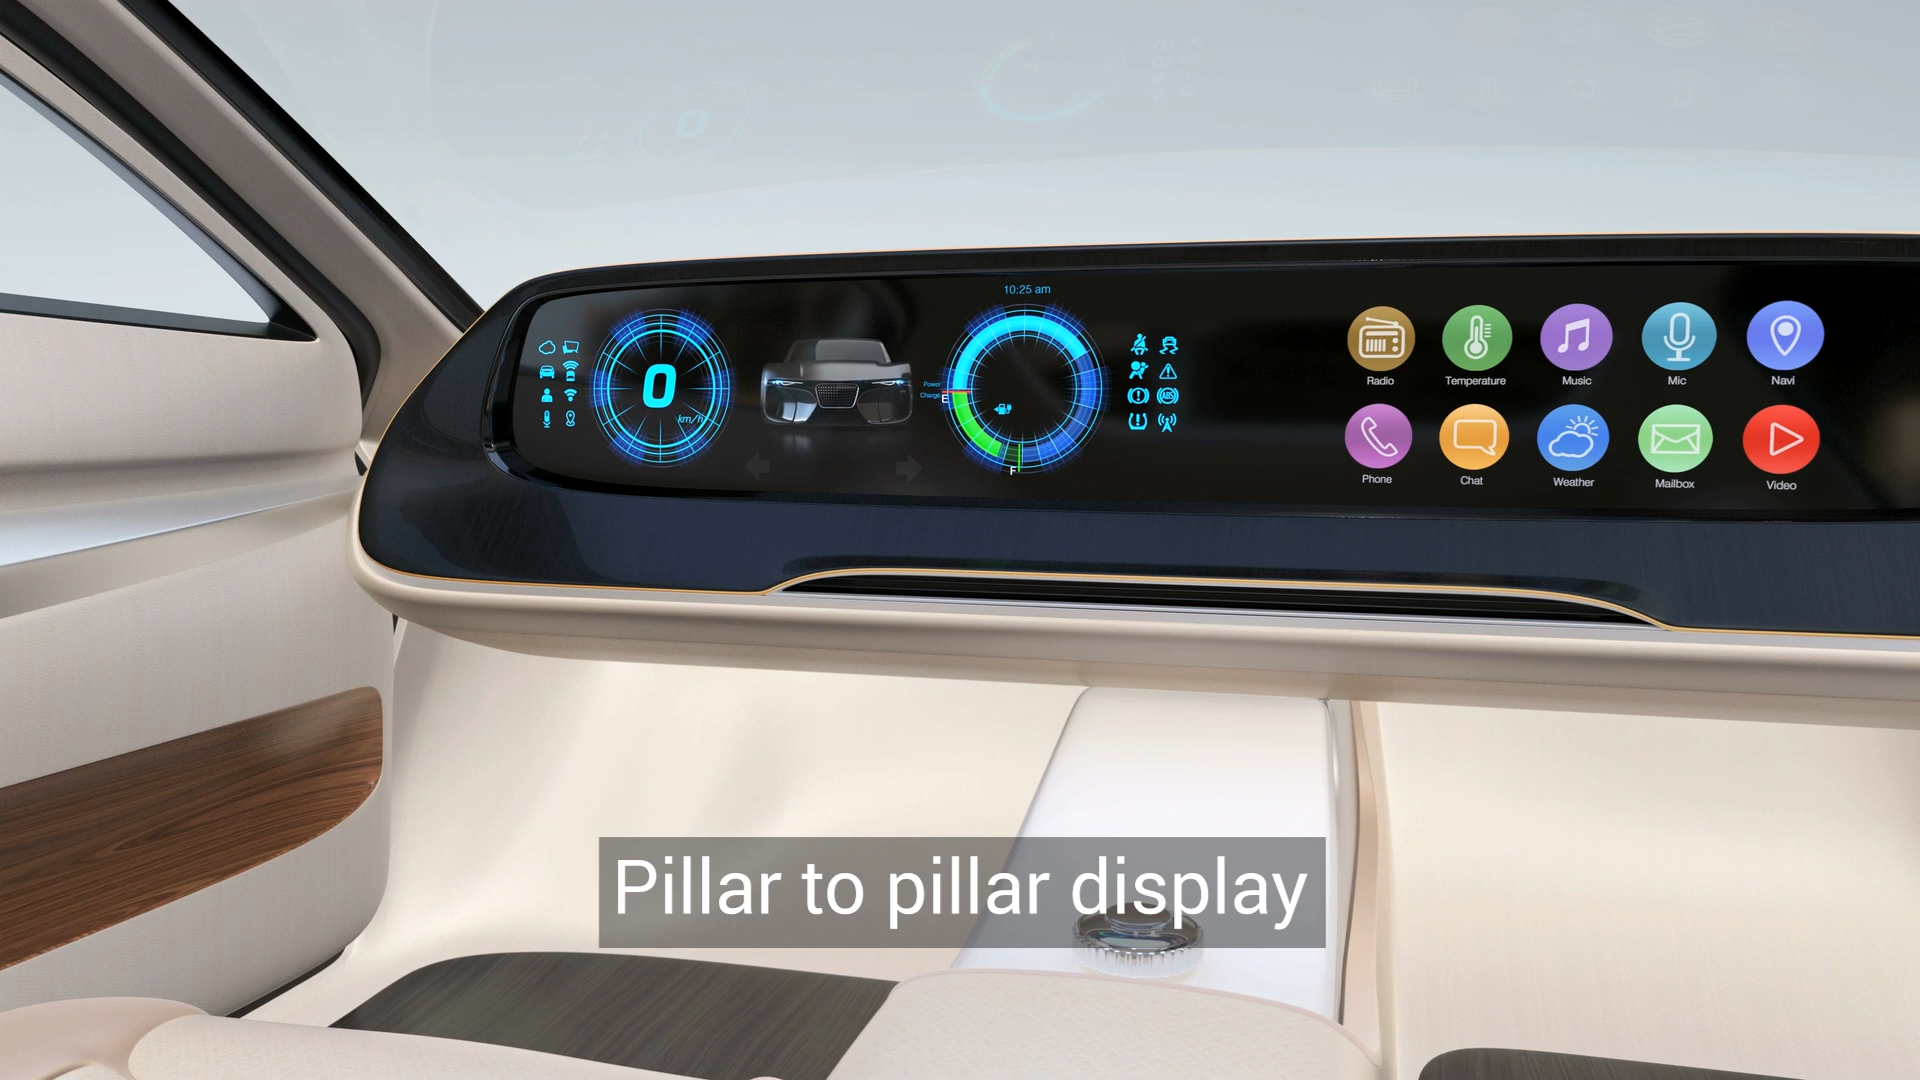 10:25 am
0
km/h
Power
Charge
E
F
ABS
Radio
Temperature
Music
Mic
Navi
Phone
Chat
Weather
Mailbox
Video
Pillar to pillar display